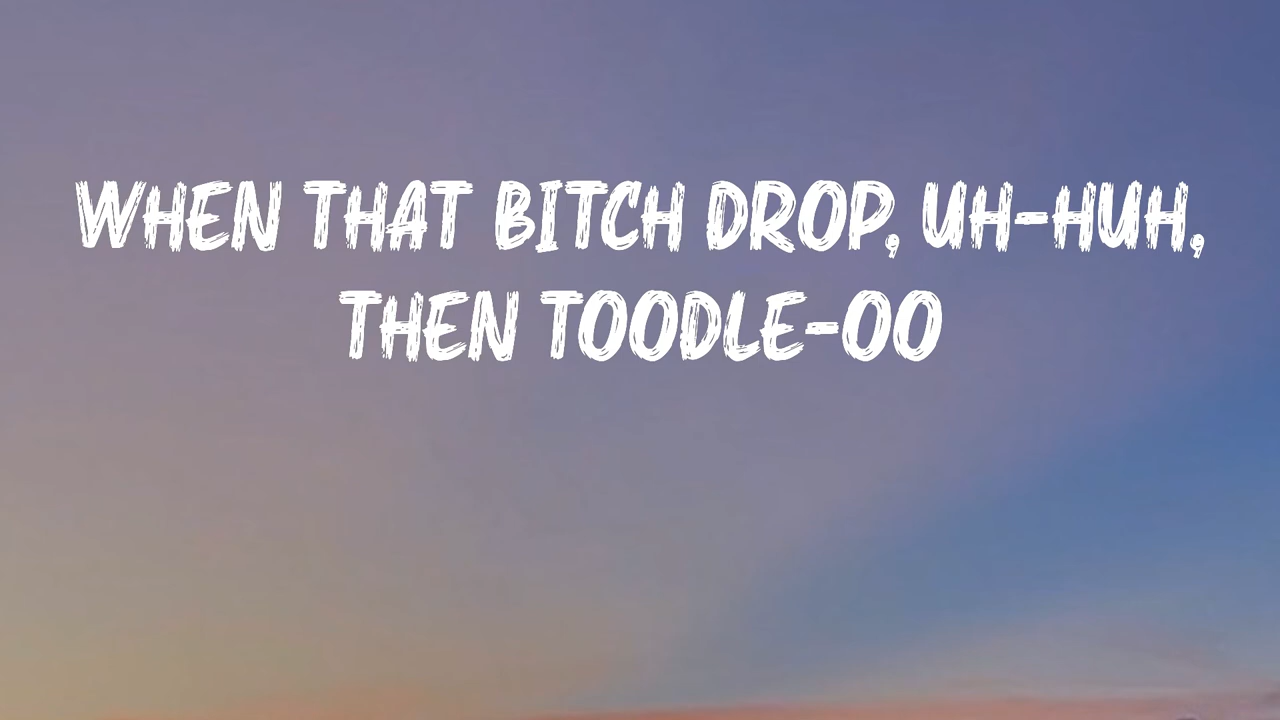 WHEN THAT BITCH DROP, UH-HUH,
THEN TOODLE-OO